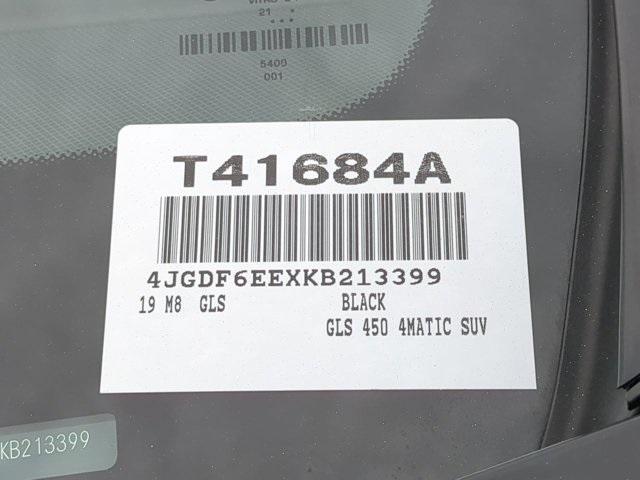 21
5400
001
T41684A
4JGDF6EEXKB213399
19 M8 GLS BLACK
GLS 450 4MATIC SUV
KB213399